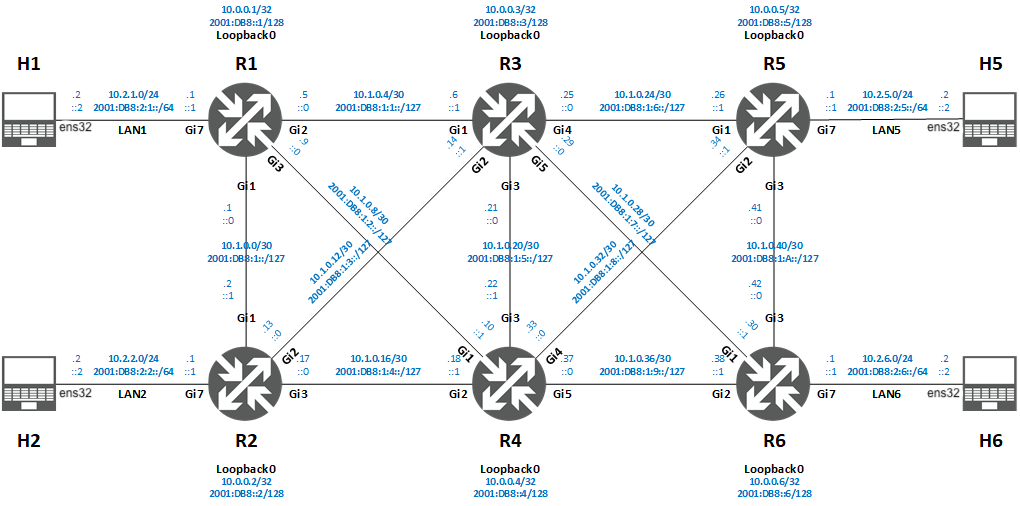 10.0.0.1/32
2001:DB8::1/128
Loopback0
10.0.0.3/32
2001:DB8::3/128
Loopback0
10.0.0.5/32
2001:DB8::5/128
Loopback0
H1
R1
R3
R5
H5
.2
::2
10.2.1.0/24
2001:DB8:2:1::/64
.1
::1
ens32
LAN1
Gi7
.5
::0
10.1.0.4/30
2001:DB8:1:1::/127
.6
::1
Gi2
Gi1
.25
::0
10.1.0.24/30
2001:DB8:1:6::/127
.26
::1
Gi4
Gi1
.1
::1
10.2.5.0/24
2001:DB8:2:5::/64
.2
::2
Gi7
LAN5
ens32
.9
::0
Gi3
.14
::1
Gi2
.29
::0
Gi5
.34
::1
Gi2
Gi1
.1
::0
Gi3
.21
::0
Gi3
.41
::1
10.1.0.8/30
2001:DB8:1:2::/127
10.1.0.28/30
2001:DB8:1:7::/127
10.1.0.0/30
2001:DB8:1::/127
10.1.0.12/30
2001:DB8:1:3::/127
10.1.0.20/30
2001:DB8:1:5::/127
10.1.0.32/30
2001:DB8:1:8::/127
10.1.0.40/30
2001:DB8:1:A::/127
.2
::1
Gi1
.22
::1
Gi3
.42
::0
Gi3
.13
::0
Gi2
.10
::1
Gi1
.33
::0
Gi4
.30
::1
Gi1
.2
::2
10.2.2.0/24
2001:DB8:2:2::/64
.1
::1
ens32
LAN2
Gi7
.17
::0
10.1.0.16/30
2001:DB8:1:4::/127
.18
::1
Gi3
Gi2
.37
::0
10.1.0.36/30
2001:DB8:1:9::/127
.38
::1
Gi5
Gi2
.1
::1
10.2.6.0/24
2001:DB8:2:6::/64
.2
::2
Gi7
LAN6
ens32
H2
R2
R4
R6
H6
Loopback0
10.0.0.2/32
2001:DB8::2/128
Loopback0
10.0.0.4/32
2001:DB8::4/128
Loopback0
10.0.0.6/32
2001:DB8::6/128